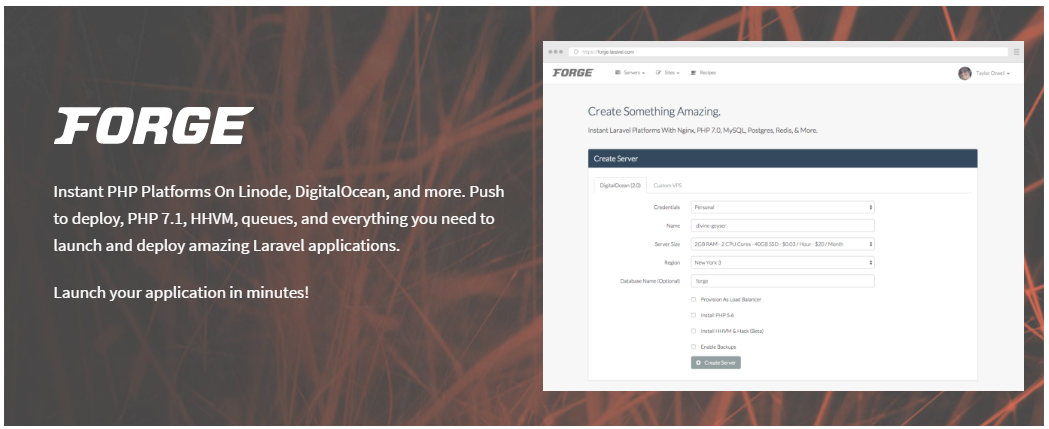 FORGE
Instant PHP Platforms On Linode, DigitalOcean, and more. Push
to deploy, PHP 7.1, HHVM, queues, and everything you need to
launch and deploy amazing Laravel applications.
Launch your application in minutes!
https://forge.laravel.com
FORGE Servers Sites Recipes Taylor Otwell
Create Something Amazing.
Instant Laravel Platforms With Nginx, PHP 7.0, MySQL, Postgres, Redis, & More.
Create Server
DigitalOcean (2.0) Custom VPS
Credentials Personal
Name divine-geyser
Server Size 2GB RAM - 2 CPU Cores - 40GB SSD - $0.03 / Hour - $20 / Month
Region New York 3
Database Name (Optional) forge
Provision As Load Balancer
Install PHP 5.6
Install HHVM & Hack (Beta)
Enable Backups
Create Server